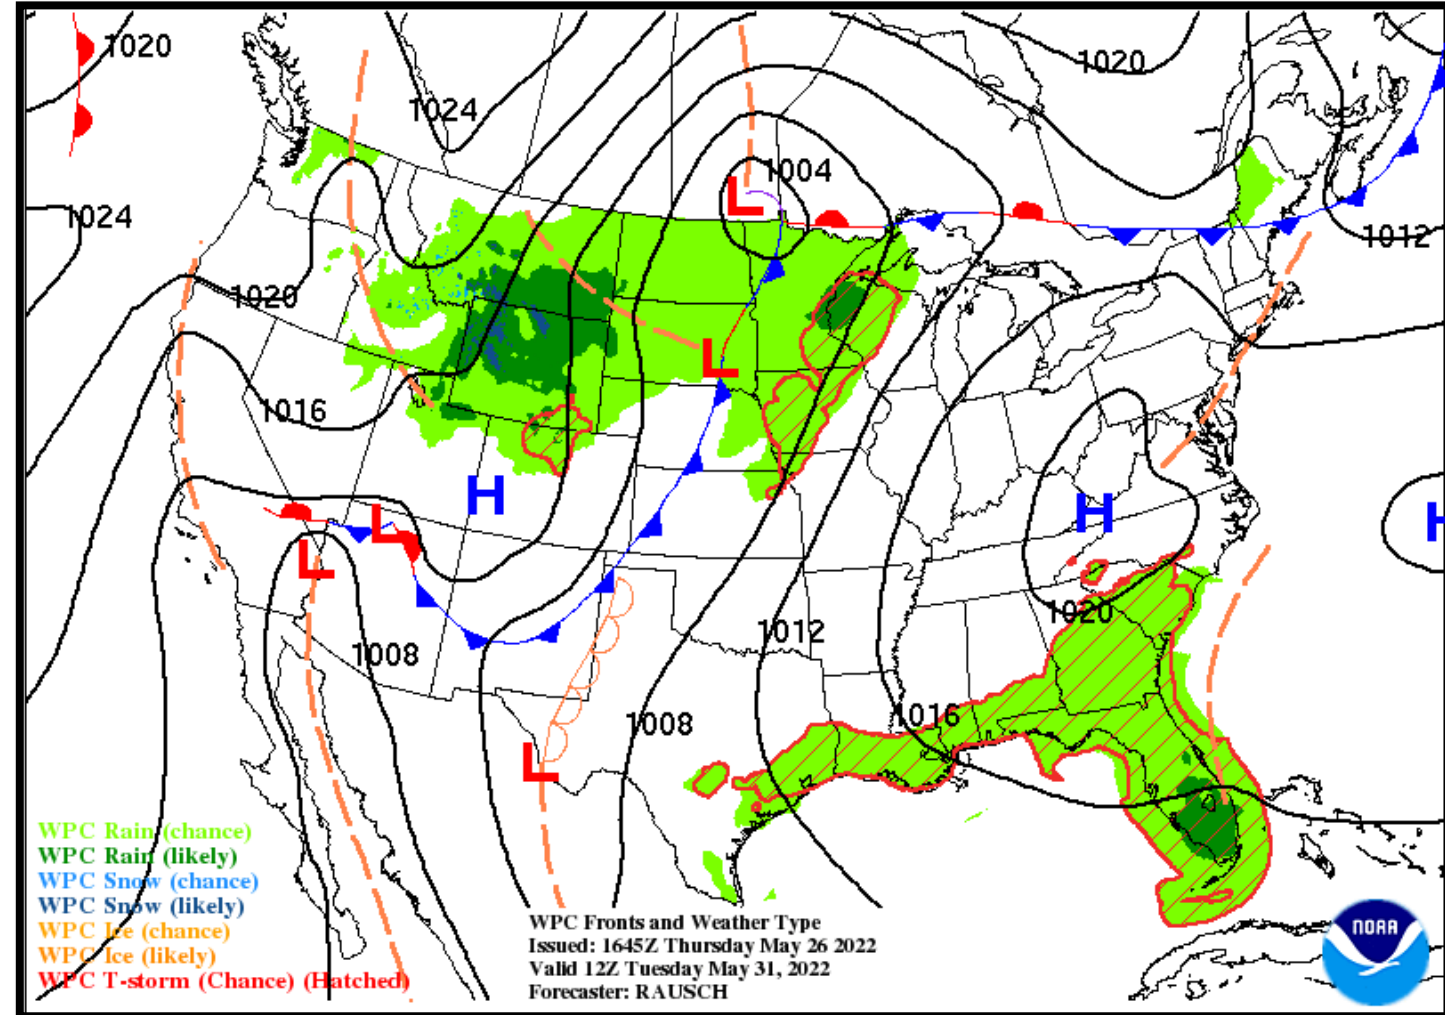 1020
1020
1024
1004
1024
1012
1020
1016
H
H
H
L
L
L
L
L
1020
1012
1008
1016
1008
WPC Rain (chance)
WPC Rain (likely)
WPC Snow (chance)
WPC Snow (likely)
WPC Ice (chance)
WPC Ice (likely)
WPC T-storm (Chance) (Hatched)
WPC Fronts and Weather Type
Issued: 1645Z Thursday May 26 2022
Valid 12Z Tuesday May 31, 2022
Forecaster: RAUSCH
NOAA